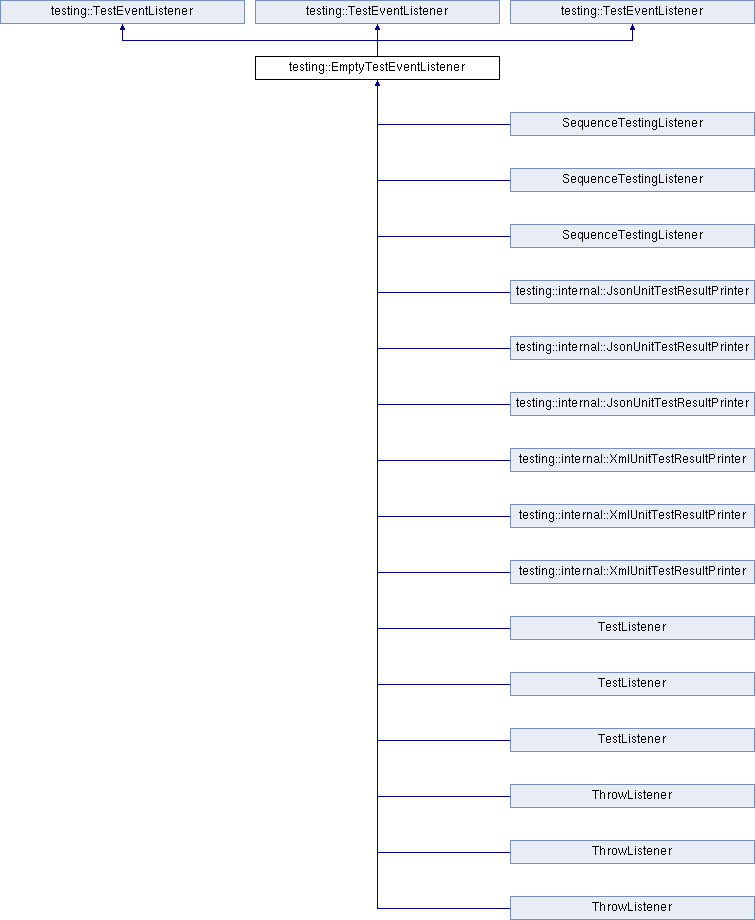 testing::TestEventListener
testing::TestEventListener
testing::TestEventListener
testing::EmptyTestEventListener
SequenceTestingListener
SequenceTestingListener
SequenceTestingListener
testing::internal::JsonUnitTestResultPrinter
testing::internal::JsonUnitTestResultPrinter
testing::internal::JsonUnitTestResultPrinter
testing::internal::XmlUnitTestResultPrinter
testing::internal::XmlUnitTestResultPrinter
testing::internal::XmlUnitTestResultPrinter
TestListener
TestListener
TestListener
ThrowListener
ThrowListener
ThrowListener